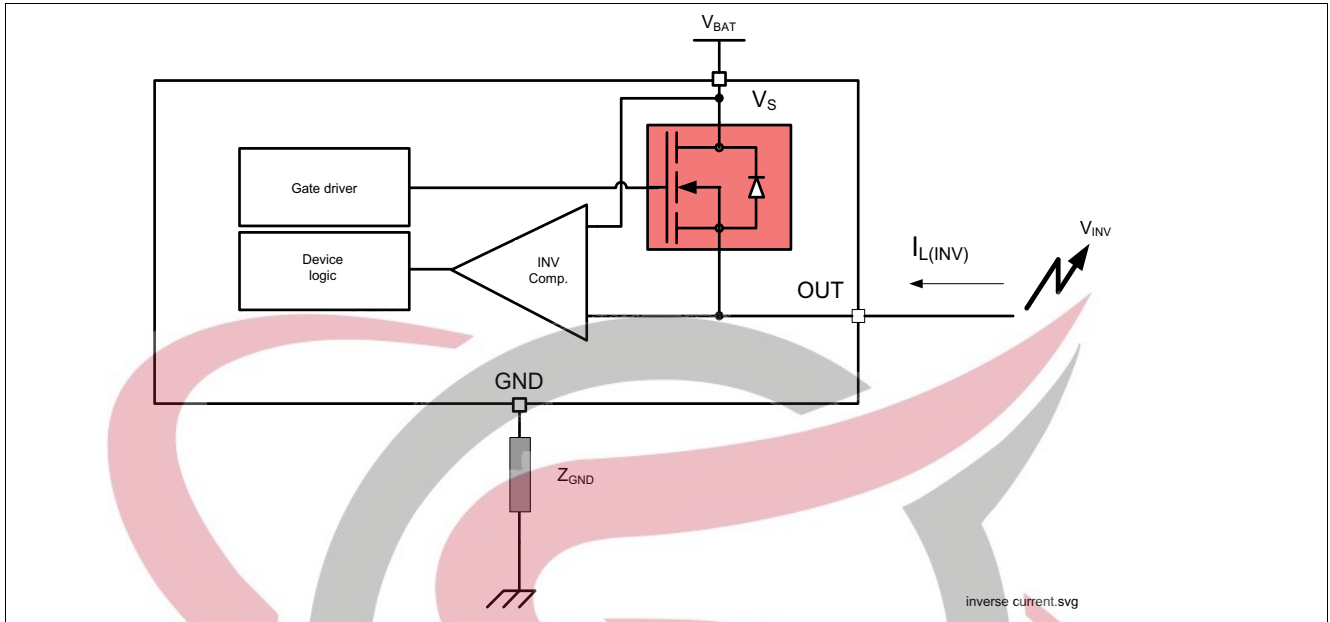 VBAT
VS
Gate driver
Device
logic
INV
Comp.
IL(INV)
VINV
OUT
GND
ZGND
inverse current.svg